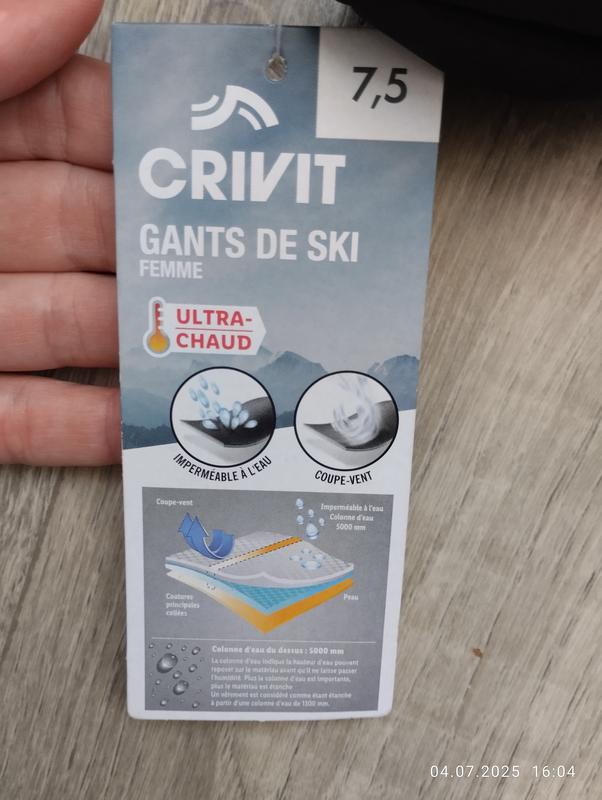 7,5
CRIVIT
GANTS DE SKI
FEMME
ULTRA-
CHAUD
IMPERMÉABLE À L'EAU
COUPE-VENT
Coupe-vent
Imperméable à l'eau
Colonne d'eau
5000 mm
Coutures
principales
collées
Peau
Colonne d'eau du dessus : 5000 mm
La colonne d'eau indique la hauteur d'eau pouvant
reposer sur le matériau avant qu'il ne laisse passer
l'humidité. Plus la colonne d'eau est importante,
plus le matériau est étanche.
Un vêtement est considéré comme étant étanche
à partir d'une colonne d'eau de 1300 mm.
04.07.2025 16:04